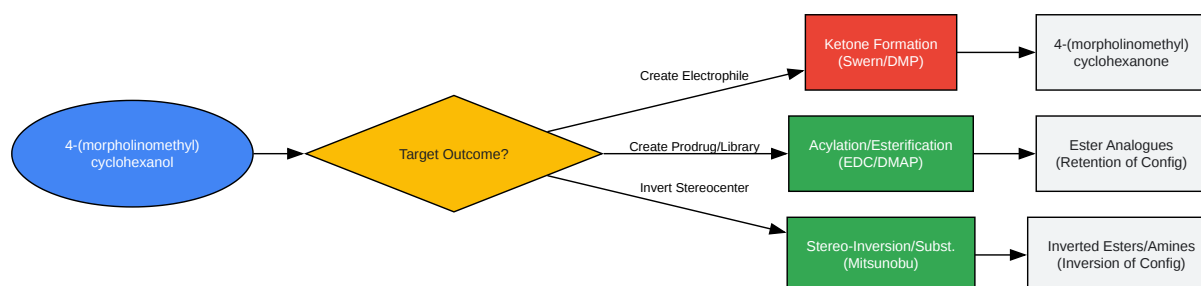 4-(morpholinomethyl)
cyclohexanol
Target Outcome?
Create Electrophile
Create Prodrug/Library
Invert Stereocenter
Ketone Formation
(Swern/DMP)
4-(morpholinomethyl)
cyclohexanone
Acylation/Esterification
(EDC/DMAP)
Ester Analogues
(Retention of Config)
Stereo-Inversion/Subst.
(Mitsunobu)
Inverted Esters/Amines
(Inversion of Config)